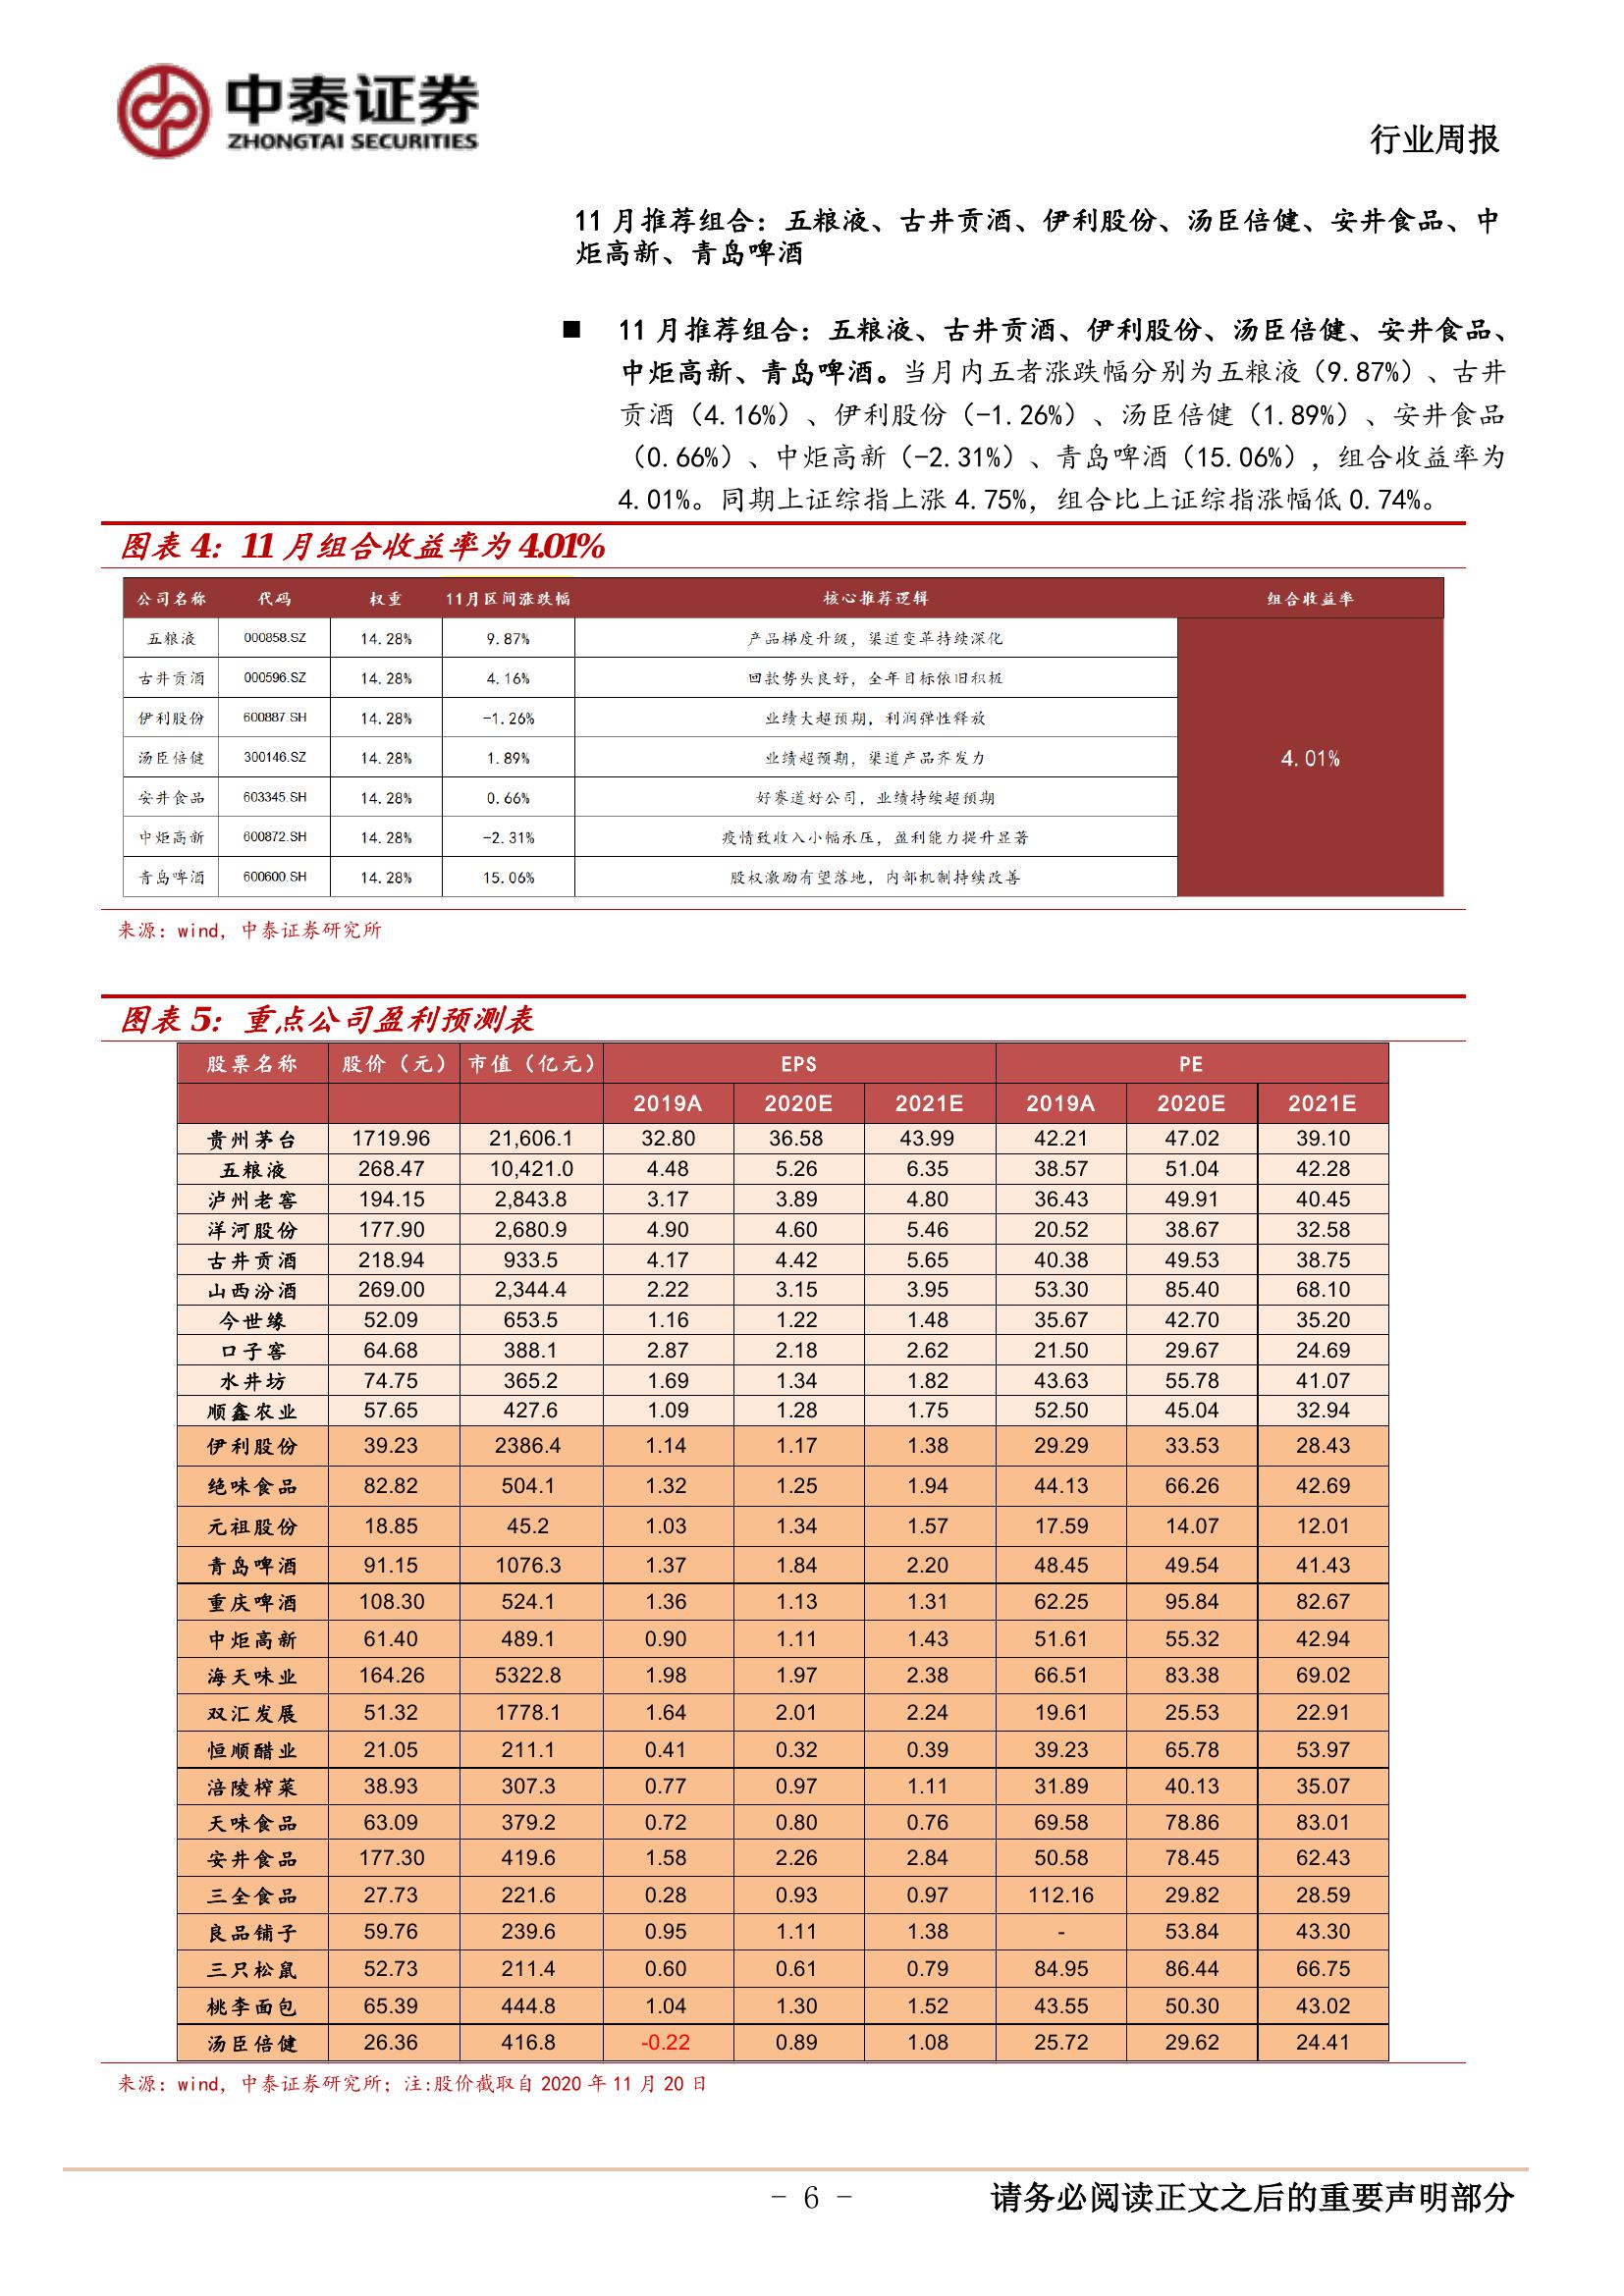 中泰证券
ZHONGTAI SECURITIES
行业周报
11 月推荐组合：五粮液、古井贡酒、伊利股份、汤臣倍健、安井食品、中
炬高新、青岛啤酒
■ 11 月推荐组合：五粮液、古井贡酒、伊利股份、汤臣倍健、安井食品、
中炬高新、青岛啤酒。当月内五者涨跌幅分别为五粮液（9.87%）、古井
贡酒（4.16%）、伊利股份（-1.26%）、汤臣倍健（1.89%）、安井食品
（0.66%）、中炬高新（-2.31%）、青岛啤酒（15.06%），组合收益率为
4.01%。同期上证综指上涨 4.75%，组合比上证综指涨幅低 0.74%。
图表 4：11 月组合收益率为 4.01%
公司名称 代码 权重 11月区间涨跌幅 核心推荐逻辑 组合收益率
五粮液 000858.SZ 14.28% 9.87% 产品梯度升级，渠道变革持续深化
古井贡酒 000596.SZ 14.28% 4.16% 回款势头良好，全年目标依旧积极
伊利股份 600887.SH 14.28% -1.26% 业绩大超预期，利润弹性释放
汤臣倍健 300146.SZ 14.28% 1.89% 业绩超预期，渠道产品齐发力 4.01%
安井食品 603345.SH 14.28% 0.66% 好赛道好公司，业绩持续超预期
中炬高新 600872.SH 14.28% -2.31% 疫情致收入小幅承压，盈利能力提升显著
青岛啤酒 600600.SH 14.28% 15.06% 股权激励有望落地，内部机制持续改善
来源：wind，中泰证券研究所
图表 5：重点公司盈利预测表
股票名称 股价（元） 市值（亿元） EPS PE
2019A 2020E 2021E 2019A 2020E 2021E
贵州茅台 1719.96 21,606.1 32.80 36.58 43.99 42.21 47.02 39.10
五粮液 268.47 10,421.0 4.48 5.26 6.35 38.57 51.04 42.28
泸州老窖 194.15 2,843.8 3.17 3.89 4.80 36.43 49.91 40.45
洋河股份 177.90 2,680.9 4.90 4.60 5.46 20.52 38.67 32.58
古井贡酒 218.94 933.5 4.17 4.42 5.65 40.38 49.53 38.75
山西汾酒 269.00 2,344.4 2.22 3.15 3.95 53.30 85.40 68.10
今世缘 52.09 653.5 1.16 1.22 1.48 35.67 42.70 35.20
口子窖 64.68 388.1 2.87 2.18 2.62 21.50 29.67 24.69
水井坊 74.75 365.2 1.69 1.34 1.82 43.63 55.78 41.07
顺鑫农业 57.65 427.6 1.09 1.28 1.75 52.50 45.04 32.94
伊利股份 39.23 2386.4 1.14 1.17 1.38 29.29 33.53 28.43
绝味食品 82.82 504.1 1.32 1.25 1.94 44.13 66.26 42.69
元祖股份 18.85 45.2 1.03 1.34 1.57 17.59 14.07 12.01
青岛啤酒 91.15 1076.3 1.37 1.84 2.20 48.45 49.54 41.43
重庆啤酒 108.30 524.1 1.36 1.13 1.31 62.25 95.84 82.67
中炬高新 61.40 489.1 0.90 1.11 1.43 51.61 55.32 42.94
海天味业 164.26 5322.8 1.98 1.97 2.38 66.51 83.38 69.02
双汇发展 51.32 1778.1 1.64 2.01 2.24 19.61 25.53 22.91
恒顺醋业 21.05 211.1 0.41 0.32 0.39 39.23 65.78 53.97
涪陵榨菜 38.93 307.3 0.77 0.97 1.11 31.89 40.13 35.07
天味食品 63.09 379.2 0.72 0.80 0.76 69.58 78.86 83.01
安井食品 177.30 419.6 1.58 2.26 2.84 50.58 78.45 62.43
三全食品 27.73 221.6 0.28 0.93 0.97 112.16 29.82 28.59
良品铺子 59.76 239.6 0.95 1.11 1.38 - 53.84 43.30
三只松鼠 52.73 211.4 0.60 0.61 0.79 84.95 86.44 66.75
桃李面包 65.39 444.8 1.04 1.30 1.52 43.55 50.30 43.02
汤臣倍健 26.36 416.8 -0.22 0.89 1.08 25.72 29.62 24.41
来源：wind，中泰证券研究所；注:股价截取自 2020 年 11 月 20 日
- 6 - 请务必阅读正文之后的重要声明部分